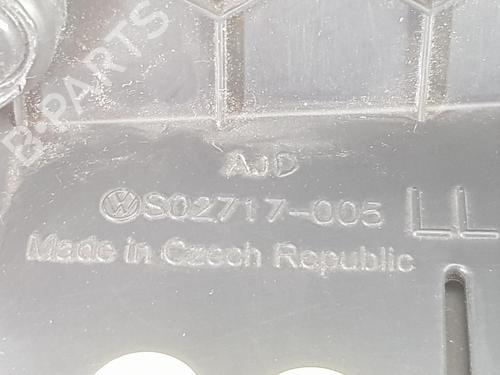 B-PARTS
AJD
S02717-005 LL
Made in Czech Republic